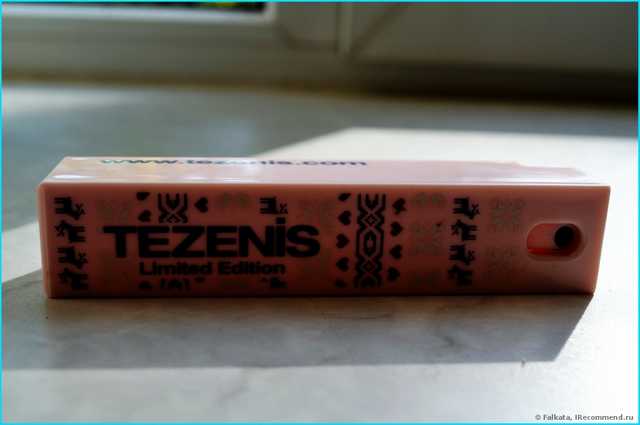 www.tezenis.com
TEZENIS
Limited Edition
© Falkata, IRecommend.ru